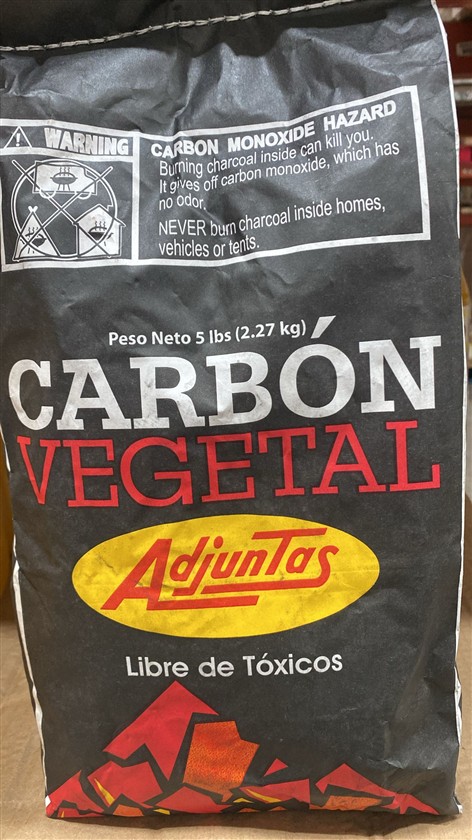 WARNING
CARBON MONOXIDE HAZARD
Burning charcoal inside can kill you.
It gives off carbon monoxide, which has
no odor.
NEVER burn charcoal inside homes,
vehicles or tents.
Peso Neto 5 lbs (2.27 kg)
CARBÓN
VEGETAL
Adjuntas
Libre de Tóxicos